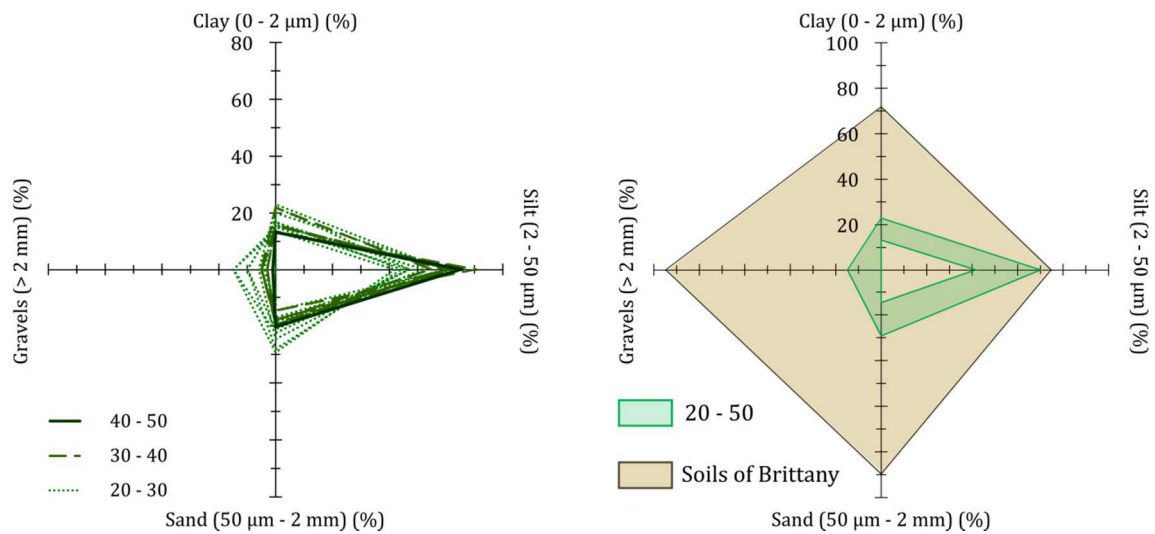 Clay (0 - 2 µm) (%)
80
60
40
20
Gravels (> 2 mm) (%)
Silt (2 - 50 µm) (%)
40 - 50
30 - 40
20 - 30
Sand (50 µm - 2 mm) (%)
Clay (0 - 2 µm) (%)
100
80
60
40
20
Gravels (> 2 mm) (%)
Silt (2 - 50 µm) (%)
20 - 50
Soils of Brittany
Sand (50 µm - 2 mm) (%)